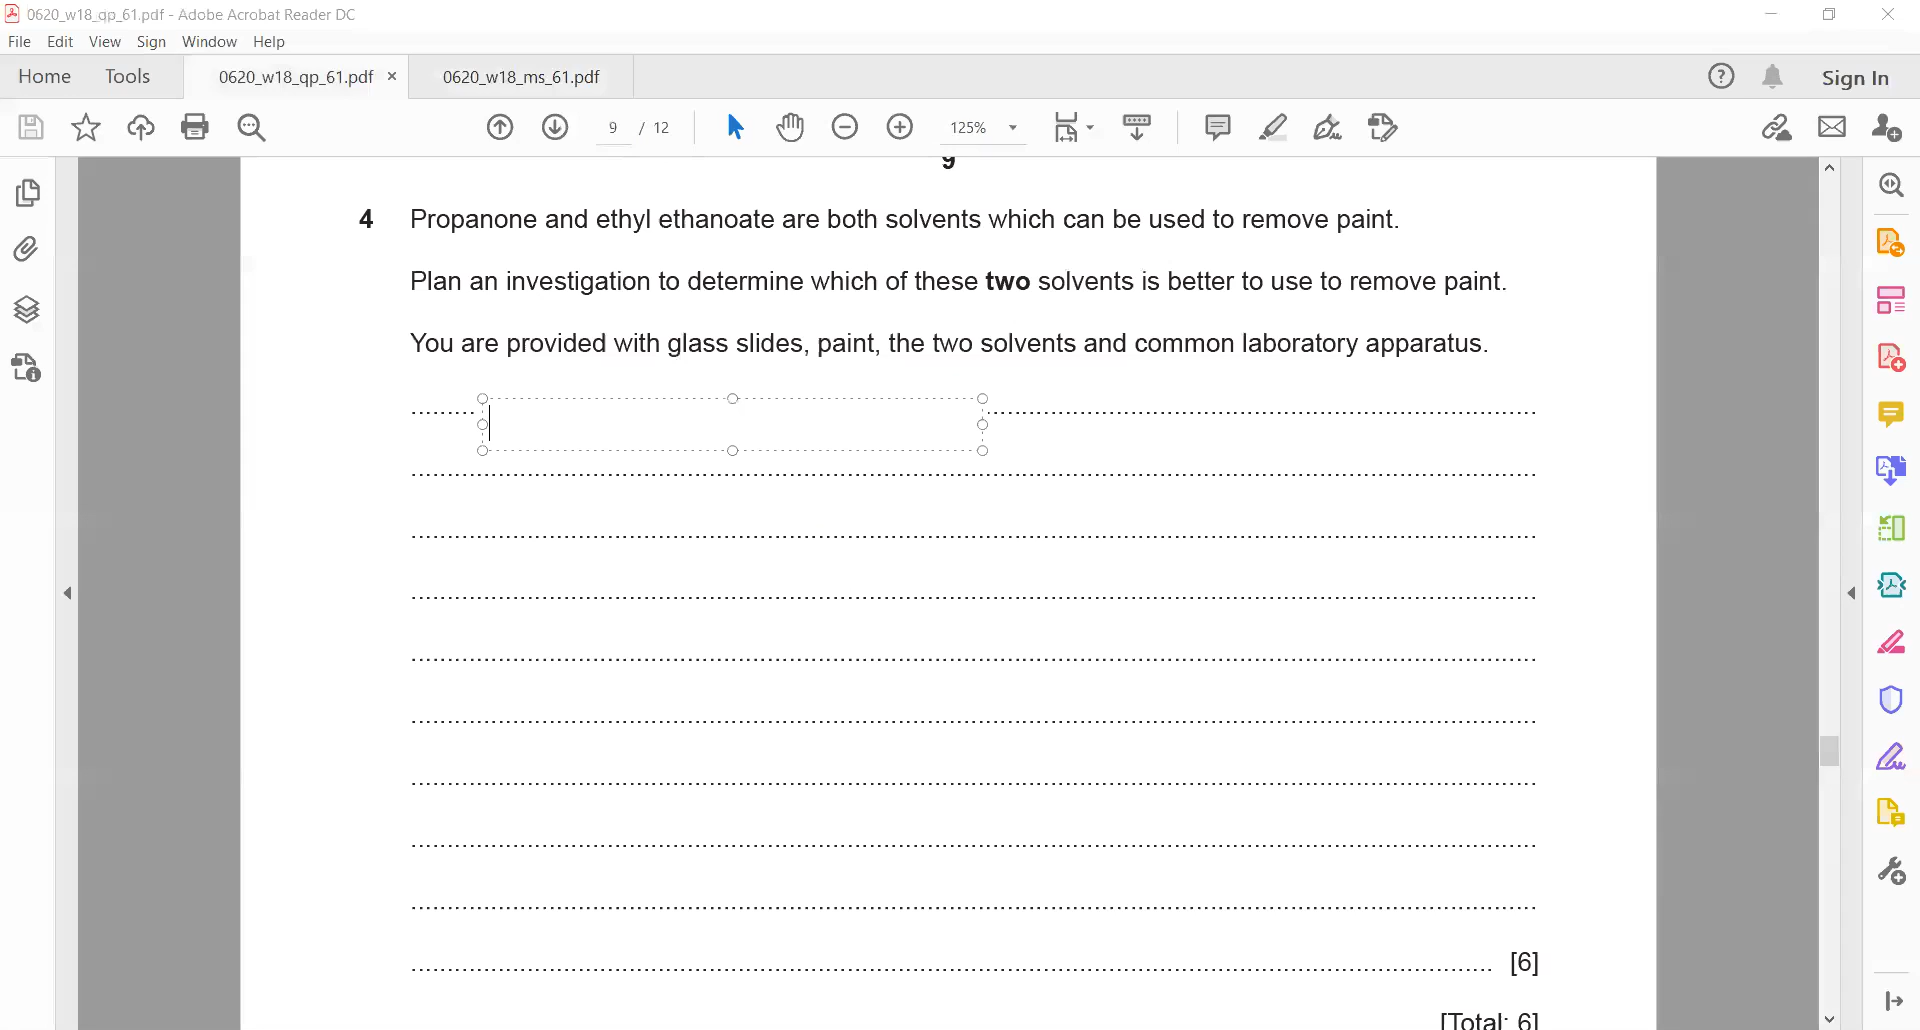 0620_w18_qp_61.pdf - Adobe Acrobat Reader DC
File Edit View Sign Window Help
Home Tools 0620_w18_qp_61.pdf × 0620_w18_ms_61.pdf Sign In
9 / 12 125%
9
4 Propanone and ethyl ethanoate are both solvents which can be used to remove paint.
Plan an investigation to determine which of these two solvents is better to use to remove paint.
You are provided with glass slides, paint, the two solvents and common laboratory apparatus.
[6]
[Total: 6]